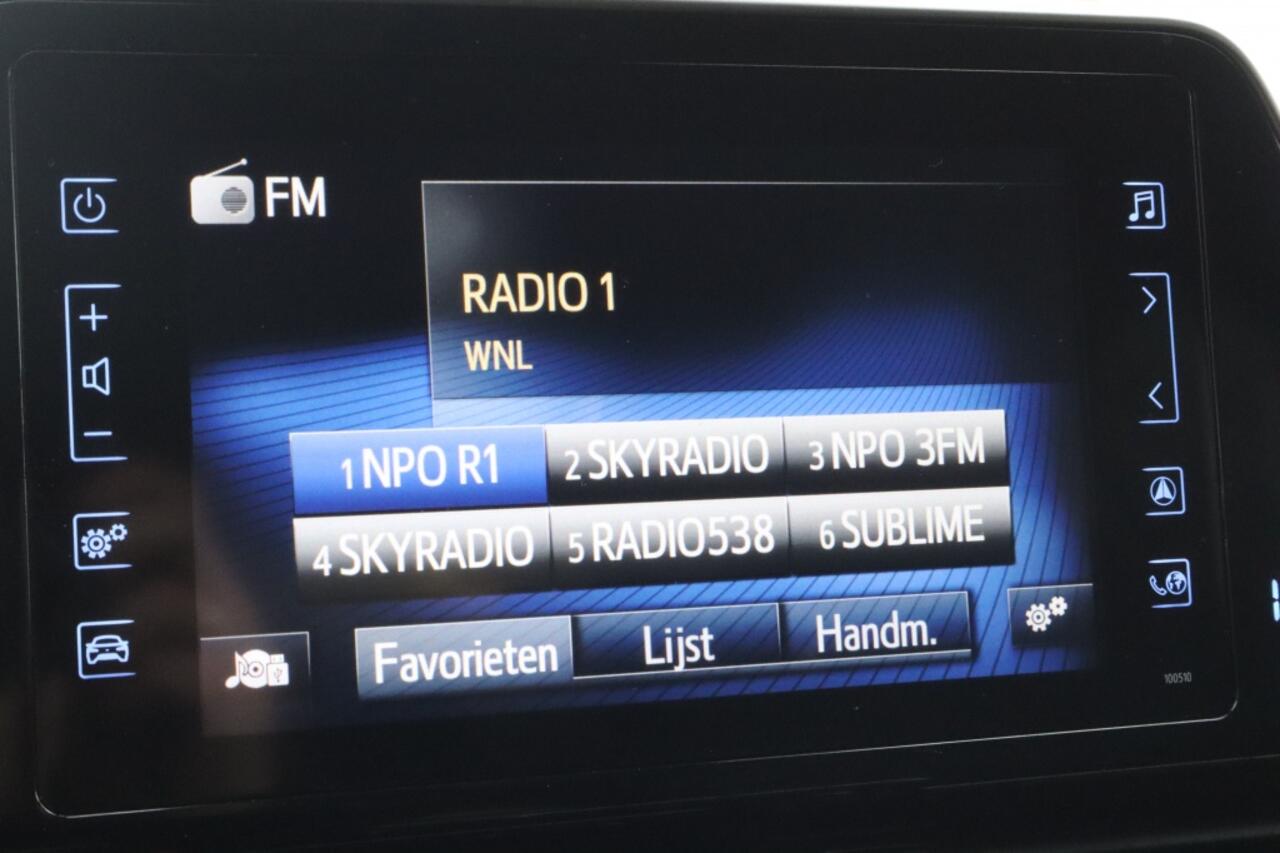 FM
RADIO 1
WNL
1 NPO R1 2 SKYRADIO 3 NPO 3FM
4 SKYRADIO 5 RADIO538 6 SUBLIME
Favorieten Lijst Handm.
100510